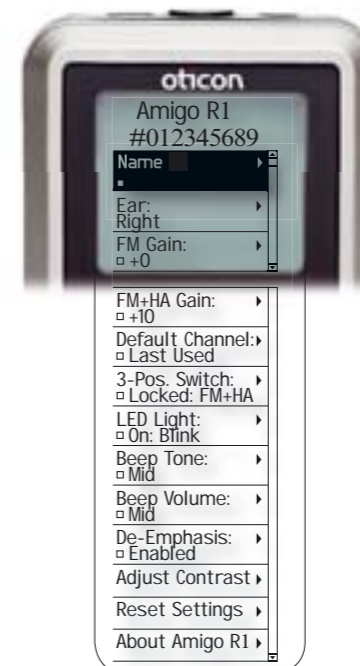 oticon
Amigo R1
#012345689
Name
Ear:
Right
FM Gain:
+0
FM+HA Gain:
+10
Default Channel:
Last Used
3-Pos. Switch:
Locked: FM+HA
LED Light:
On: Blink
Beep Tone:
Mid
Beep Volume:
Mid
De-Emphasis:
Enabled
Adjust Contrast
Reset Settings
About Amigo R1